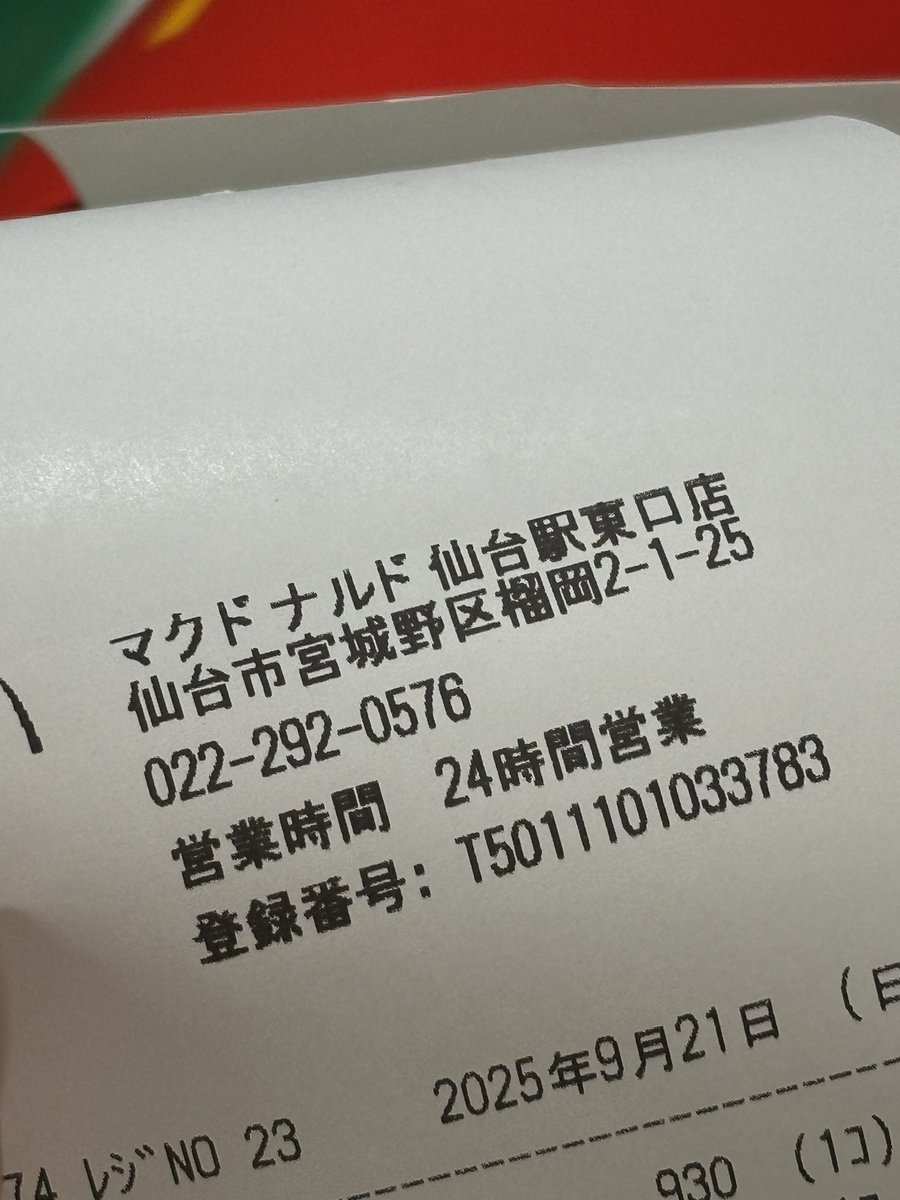 マクドナルド 仙台駅東口店
仙台市宮城野区榴岡2-1-25
022-292-0576
営業時間 24時間営業
登録番号: T5011101033783
2025年9月21日 (日
74 レジNO 23
930 (1コ)